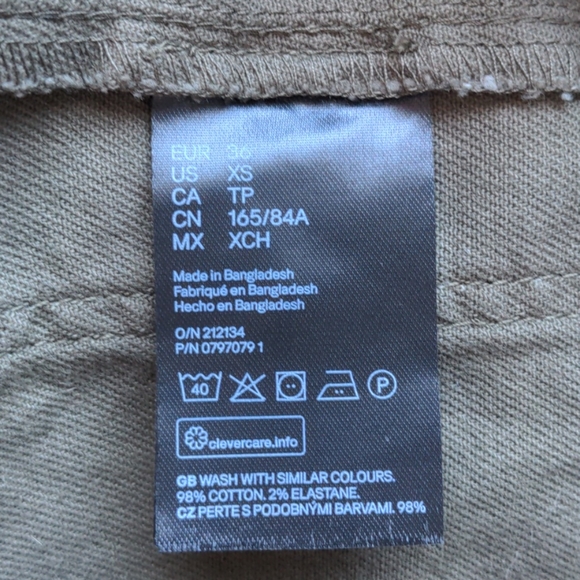 EUR 36
US XS
CA TP
CN 165/84A
MX XCH
Made in Bangladesh
Fabriqué en Bangladesh
Hecho en Bangladesh
O/N 212134
P/N 0797079 1
40 P
clevercare.info
GB WASH WITH SIMILAR COLOURS.
98% COTTON. 2% ELASTANE.
CZ PERTE S PODOBNÝMI BARVAMI. 98%